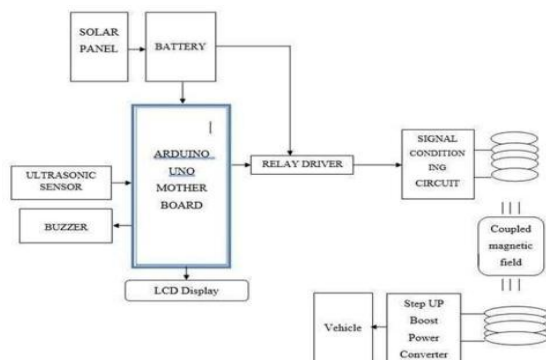 SOLAR
PANEL
BATTERY
ARDUINO
UNO
MOTHER
BOARD
ULTRASONIC
SENSOR
BUZZER
LCD Display
RELAY DRIVER
SIGNAL
CONDITION
ING
CIRCUIT
Coupled
magnetic
field
Vehicle
Step UP
Boost
Power
Converter